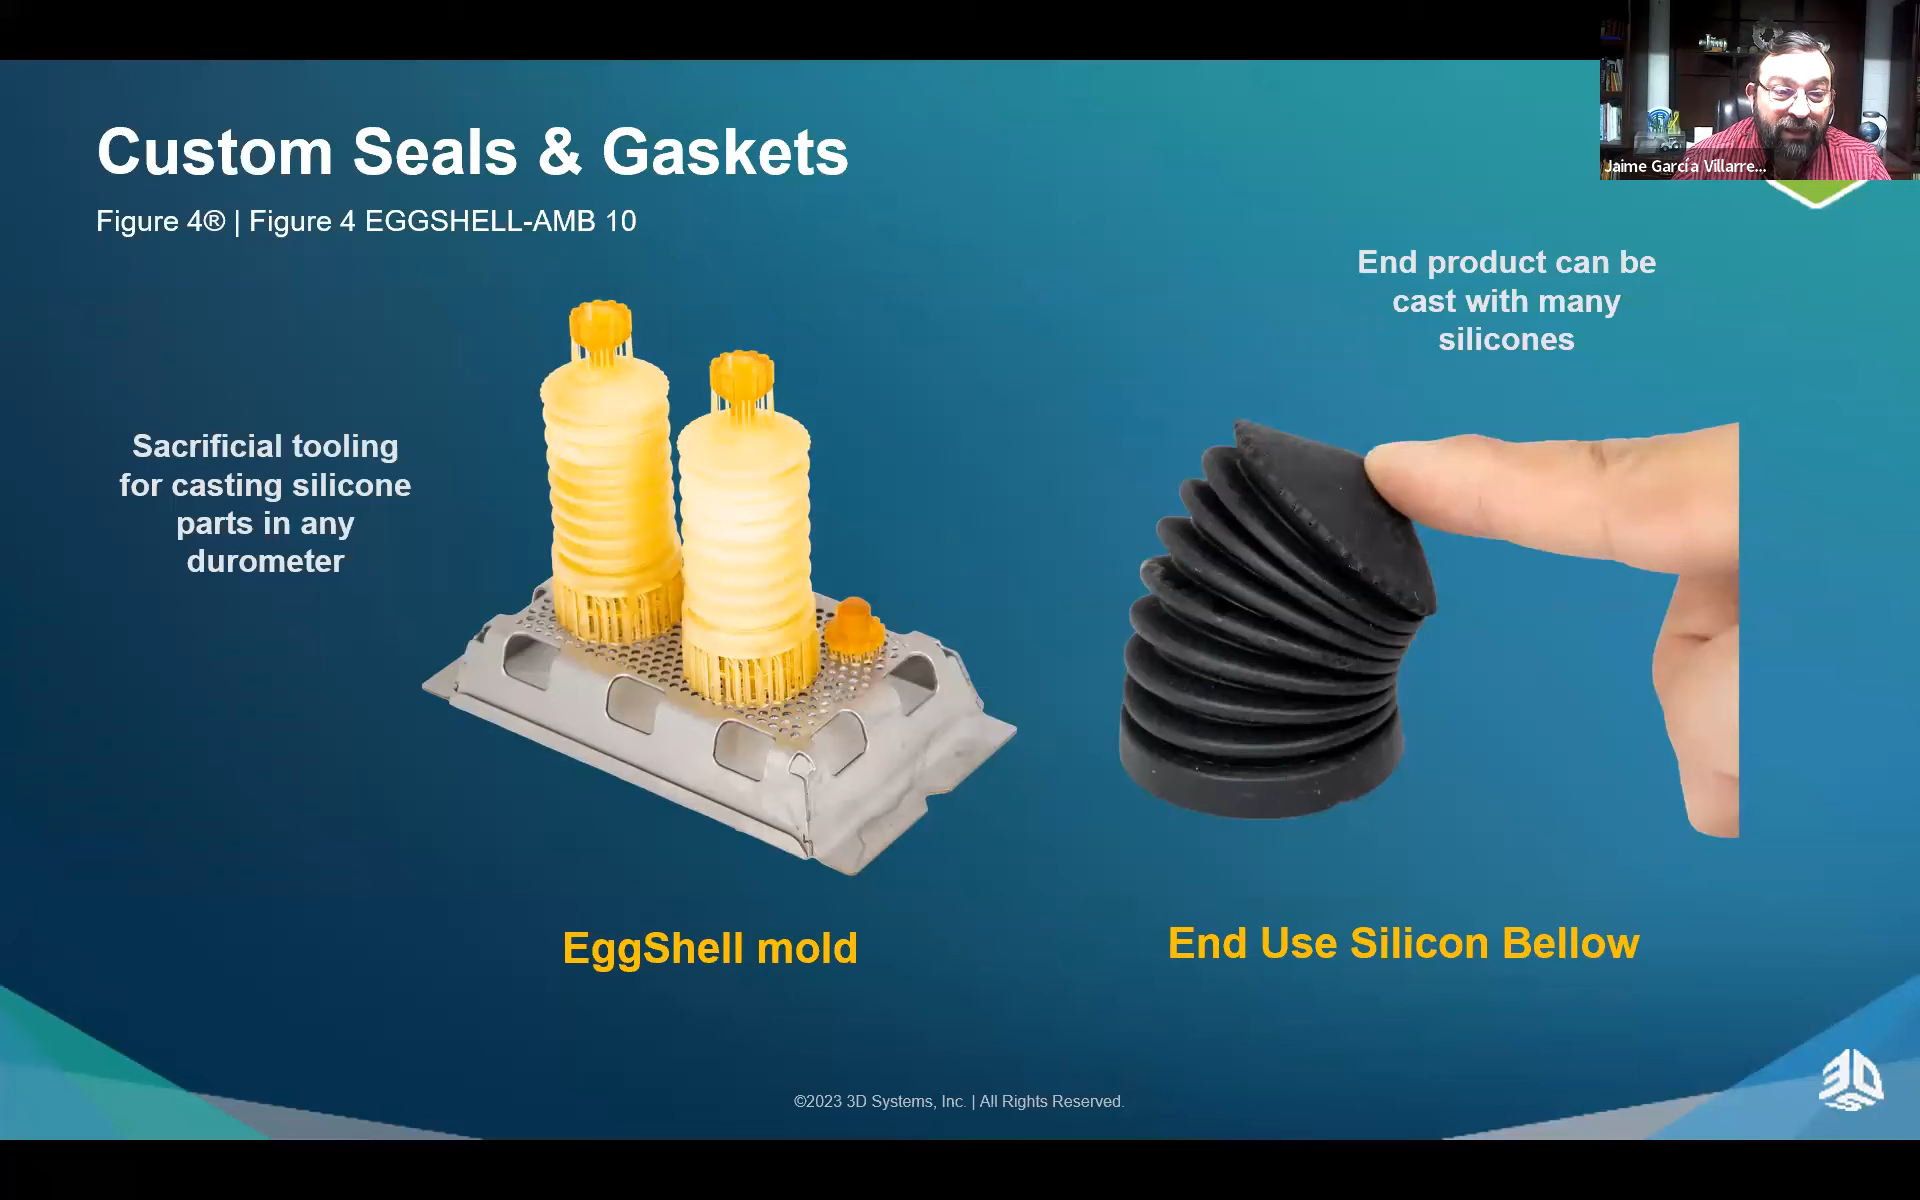 Jaime García Villarre...
Custom Seals & Gaskets
Figure 4® | Figure 4 EGGSHELL-AMB 10
End product can be
cast with many
silicones
Sacrificial tooling
for casting silicone
parts in any
durometer
EggShell mold
End Use Silicon Bellow
©2023 3D Systems, Inc. | All Rights Reserved.
3D